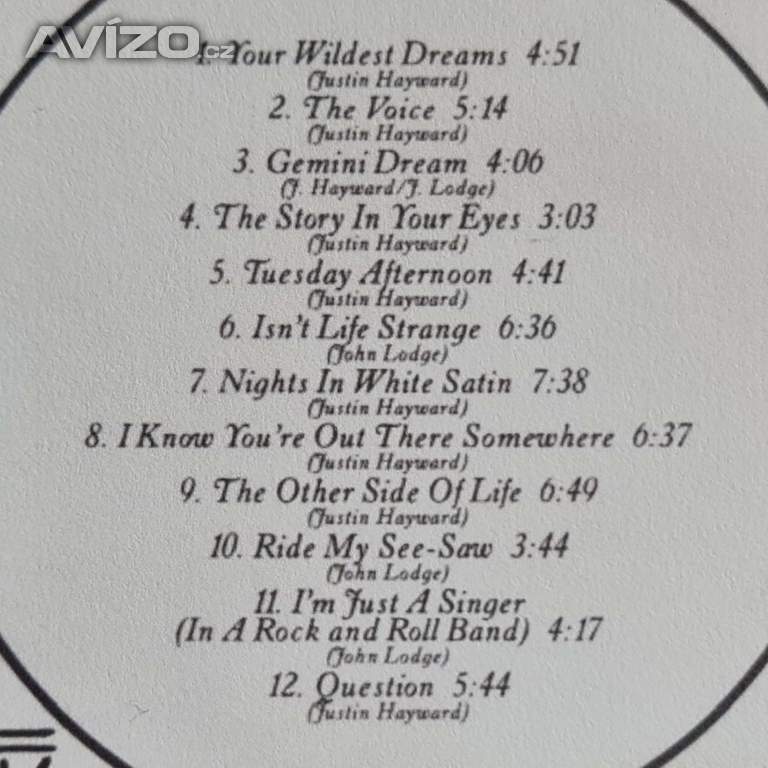 AVÍZO.cz
1. Your Wildest Dreams 4:51
(Justin Hayward)
2. The Voice 5:14
(Justin Hayward)
3. Gemini Dream 4:06
(J. Hayward/J. Lodge)
4. The Story In Your Eyes 3:03
(Justin Hayward)
5. Tuesday Afternoon 4:41
(Justin Hayward)
6. Isn't Life Strange 6:36
(John Lodge)
7. Nights In White Satin 7:38
(Justin Hayward)
8. I Know You're Out There Somewhere 6:37
(Justin Hayward)
9. The Other Side Of Life 6:49
(Justin Hayward)
10. Ride My See-Saw 3:44
(John Lodge)
11. I'm Just A Singer
(In A Rock and Roll Band) 4:17
(John Lodge)
12. Question 5:44
(Justin Hayward)